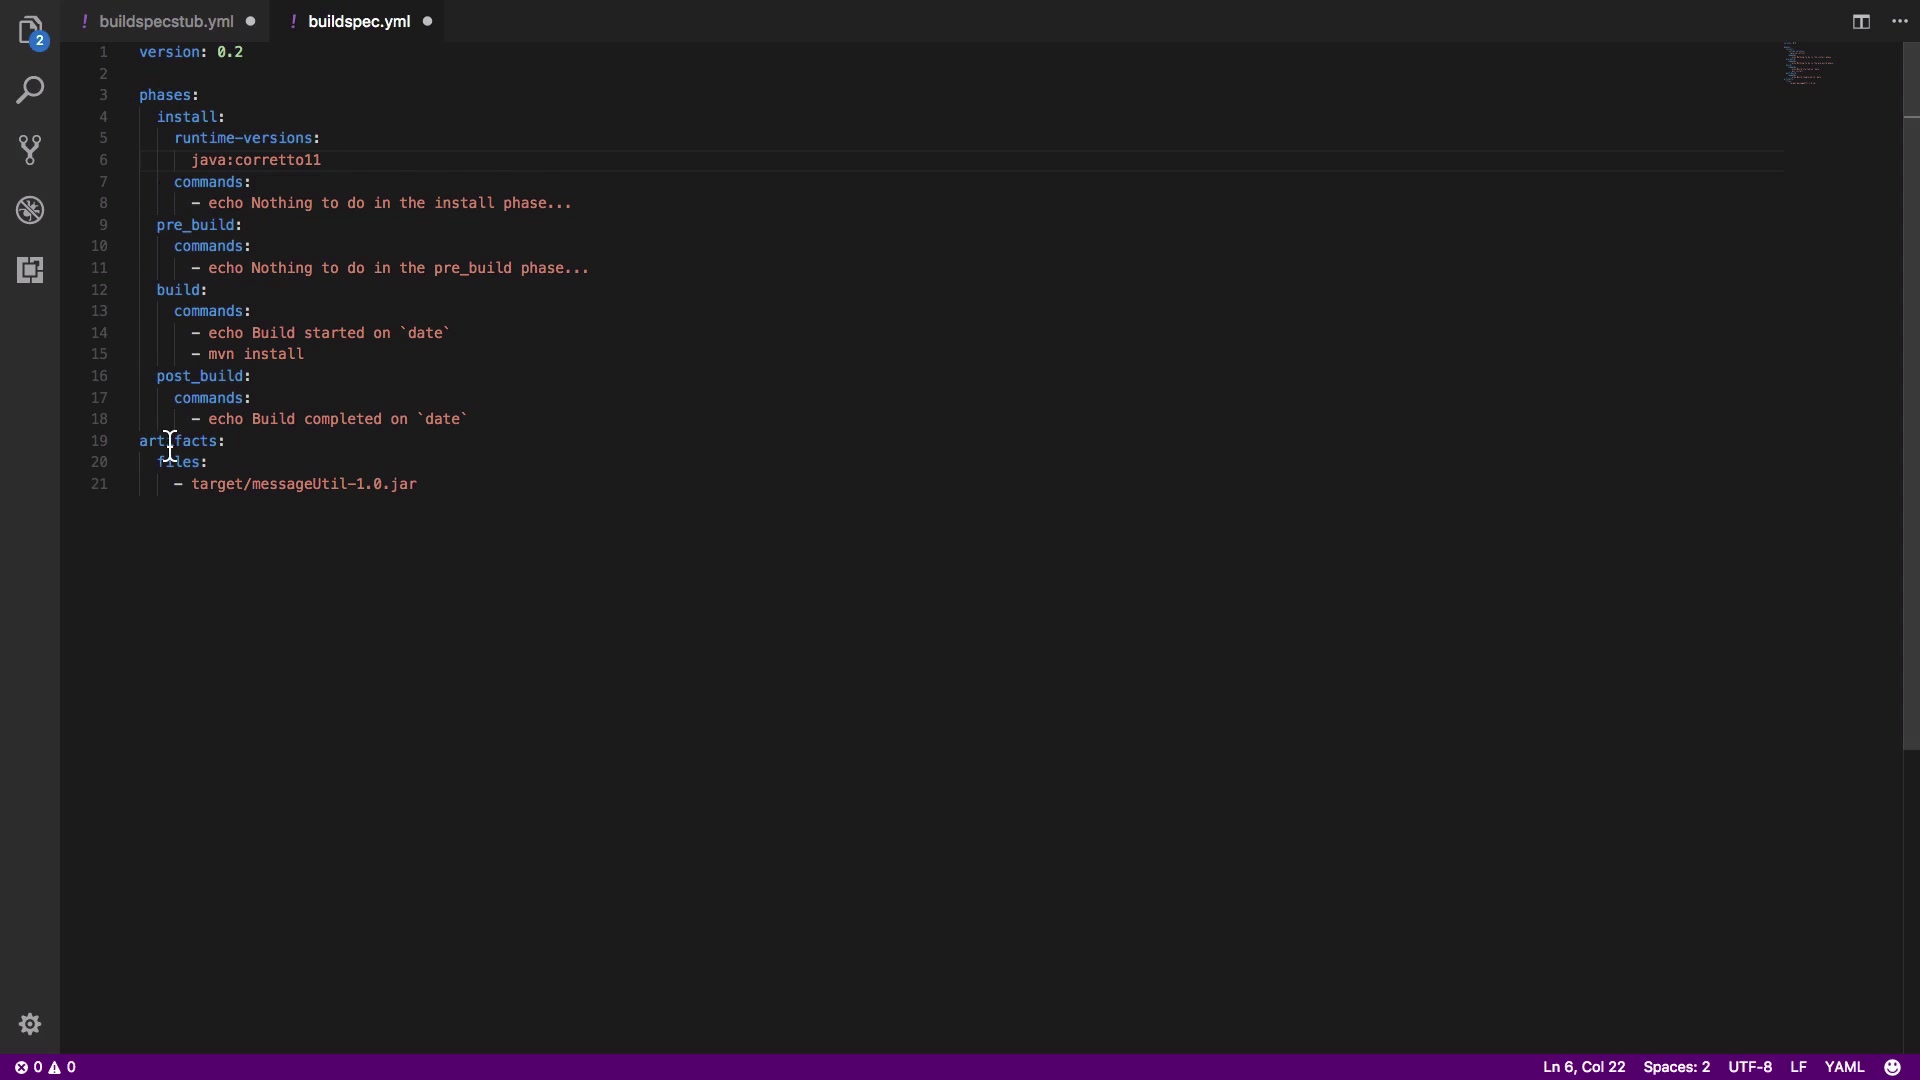 ! buildspecstub.yml ! buildspec.yml
2
1 version: 0.2
2
3 phases:
4 install:
5 runtime-versions:
6 java:corretto11
7 commands:
8 - echo Nothing to do in the install phase...
9 pre_build:
10 commands:
11 - echo Nothing to do in the pre_build phase...
12 build:
13 commands:
14 - echo Build started on `date`
15 - mvn install
16 post_build:
17 commands:
18 - echo Build completed on `date`
19 artifacts:
20 files:
21 - target/messageUtil-1.0.jar
0 0 Ln 6, Col 22 Spaces: 2 UTF-8 LF YAML